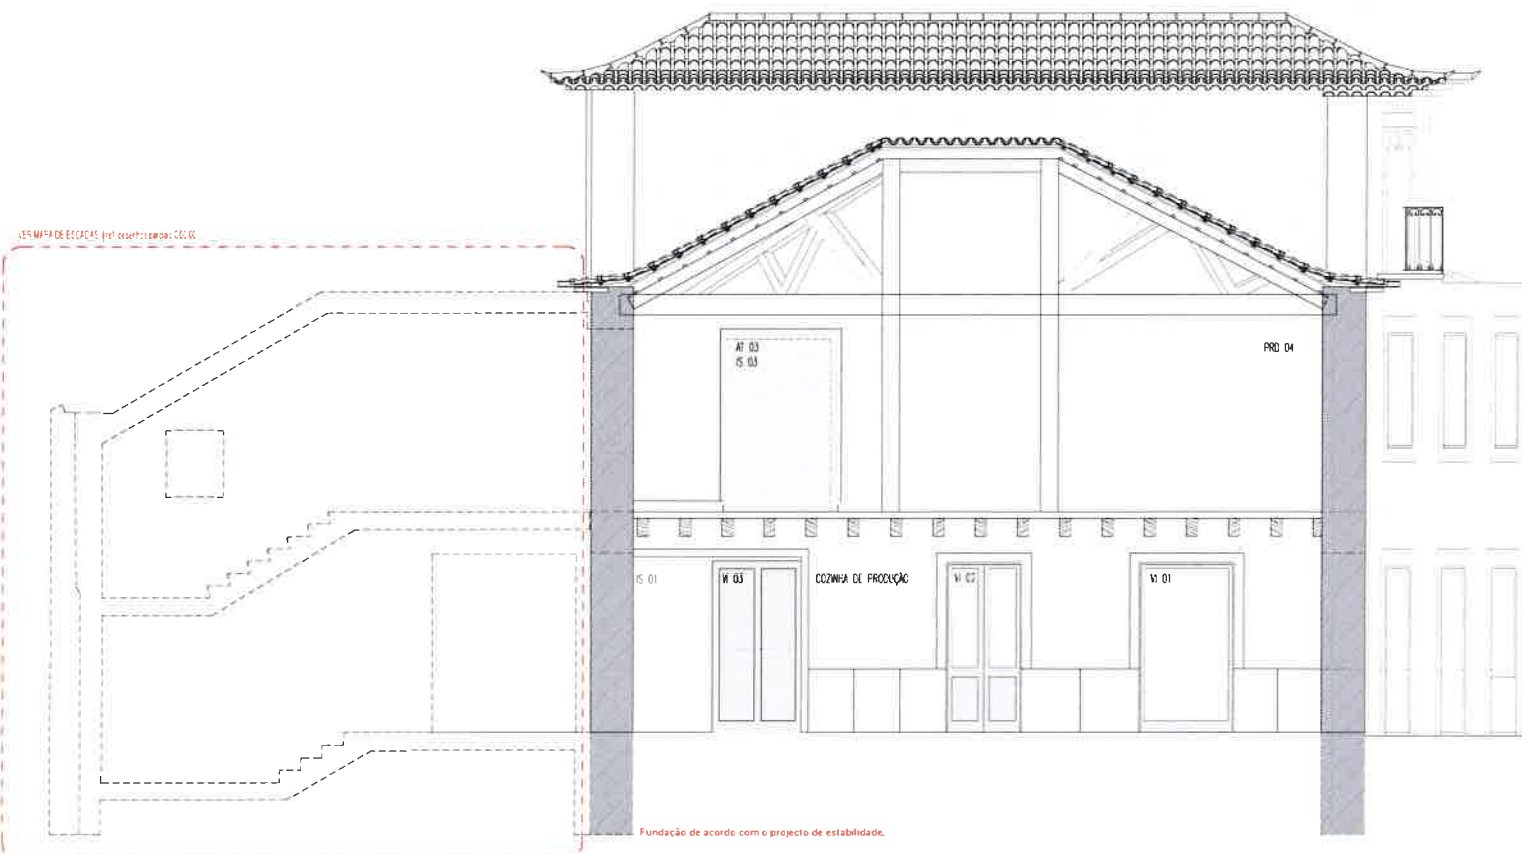 VER MAPA DE ESCADAS
AT 03
IS 03
PRD 04
IS 01
VI 03
COZINHA DE PRODUÇÃO
VI 02
VI 01
Fundação de acordo com o projecto de estabilidade.